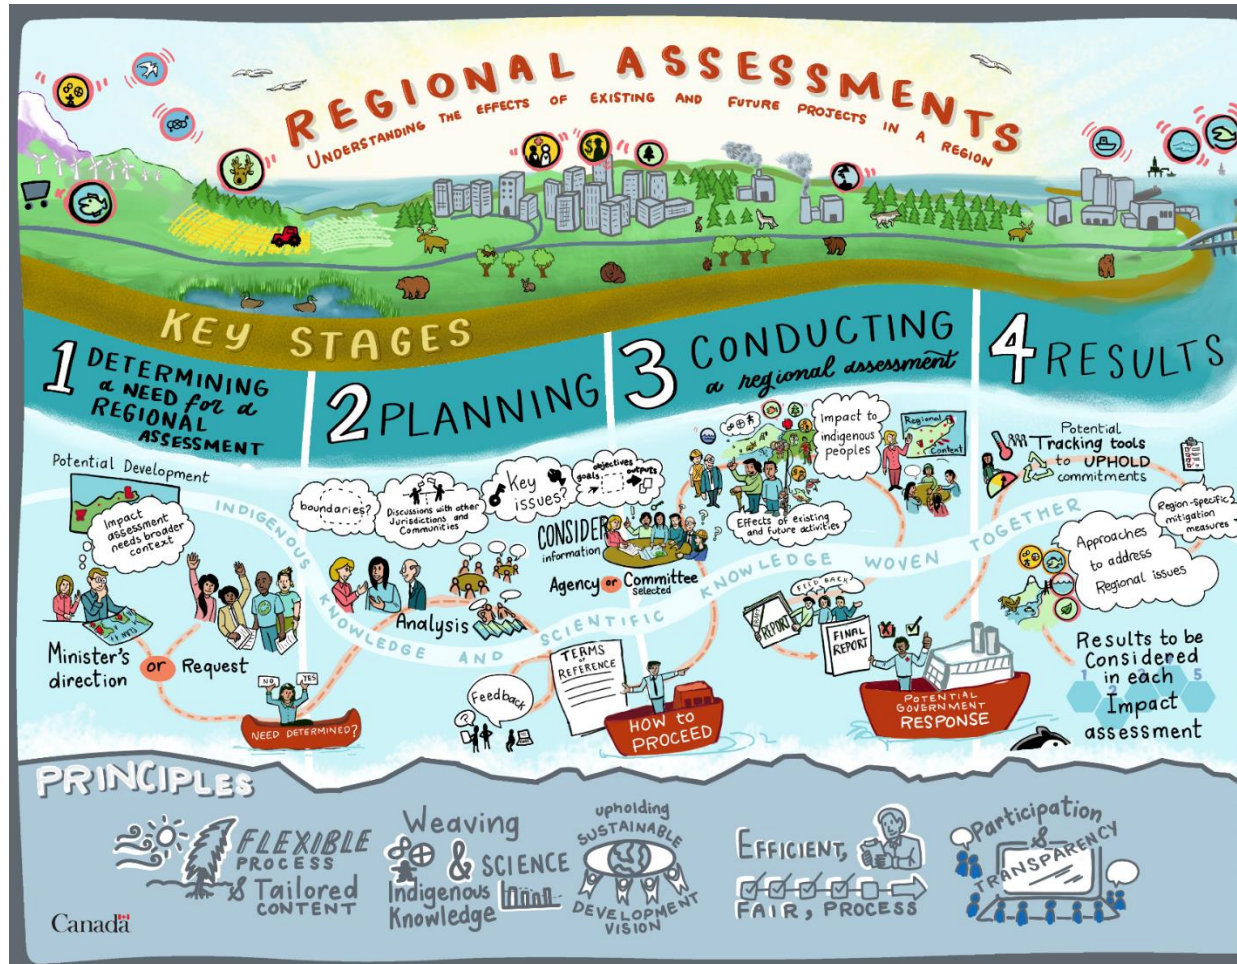 REGIONAL ASSESSMENTS
UNDERSTANDING THE EFFECTS OF EXISTING AND FUTURE PROJECTS IN A REGION
KEY STAGES
1 DETERMINING
a NEED for a
REGIONAL
ASSESSMENT
Potential Development
Impact
assessment
needs broader
context
Minister's
direction
or
Request
NO
YES
NEED DETERMINED?
INDIGENOUS KNOWLEDGE AND SCIENTIFIC KNOWLEDGE WOVEN TOGETHER
2 PLANNING
boundaries?
Discussions with other
Jurisdictions and
Communities
Key
issues?
goals
objectives
outputs
Analysis
CONSIDER
information
Agency or Committee
Selected
Feedback
?
TERMS
of
REFERENCE
HOW TO
PROCEED
3 CONDUCTING
a regional assessment
Impact to
indigenous
peoples
Regional
Context
Effects of existing
and future activities
? ? ?
FEED BACK!
REPORT
FINAL
REPORT
POTENTIAL
GOVERNMENT
RESPONSE
4 RESULTS
Potential
Tracking tools
to UPHOLD
commitments
Region-specific
mitigation
measures
Approaches
to address
Regional issues
Results to be
Considered
in each
Impact
assessment
1 2 3 4 5
PRINCIPLES
FLEXIBLE
PROCESS
& Tailored
CONTENT
Weaving
& SCIENCE
Indigenous
Knowledge
upholding
SUSTAINABLE
DEVELOPMENT
VISION
EFFICIENT,
FAIR, PROCESS
Participation
&
TRANSPARENCY
Canada